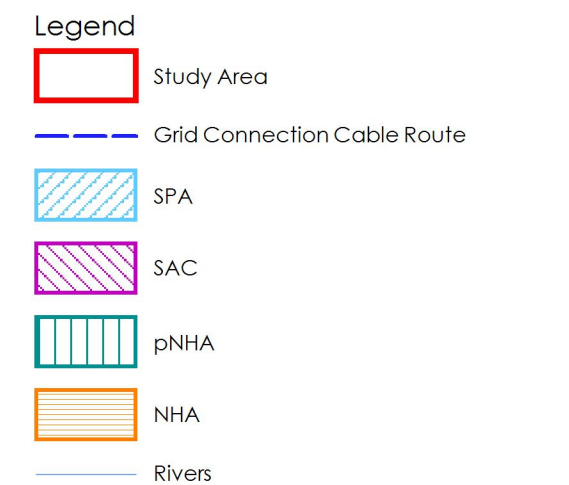 Legend
Study Area
Grid Connection Cable Route
SPA
SAC
pNHA
NHA
Rivers